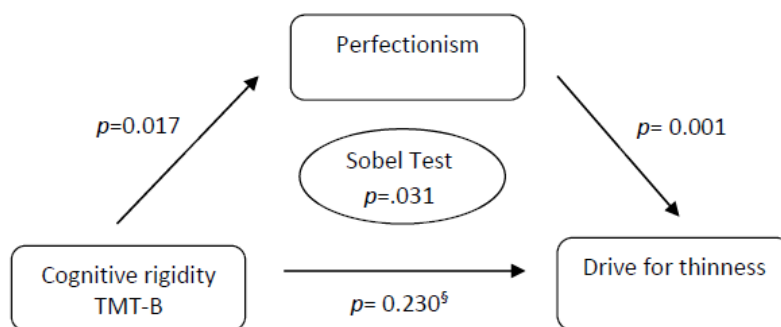 Perfectionism
p=0.017
p= 0.001
Sobel Test
p=.031
Cognitive rigidity
TMT-B
Drive for thinness
p= 0.230§